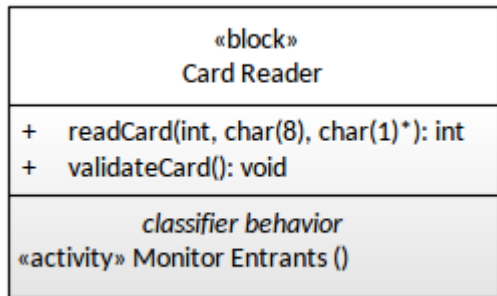 «block»
Card Reader
+ readCard(int, char(8), char(1)*): int
+ validateCard(): void
classifier behavior
«activity» Monitor Entrants ()